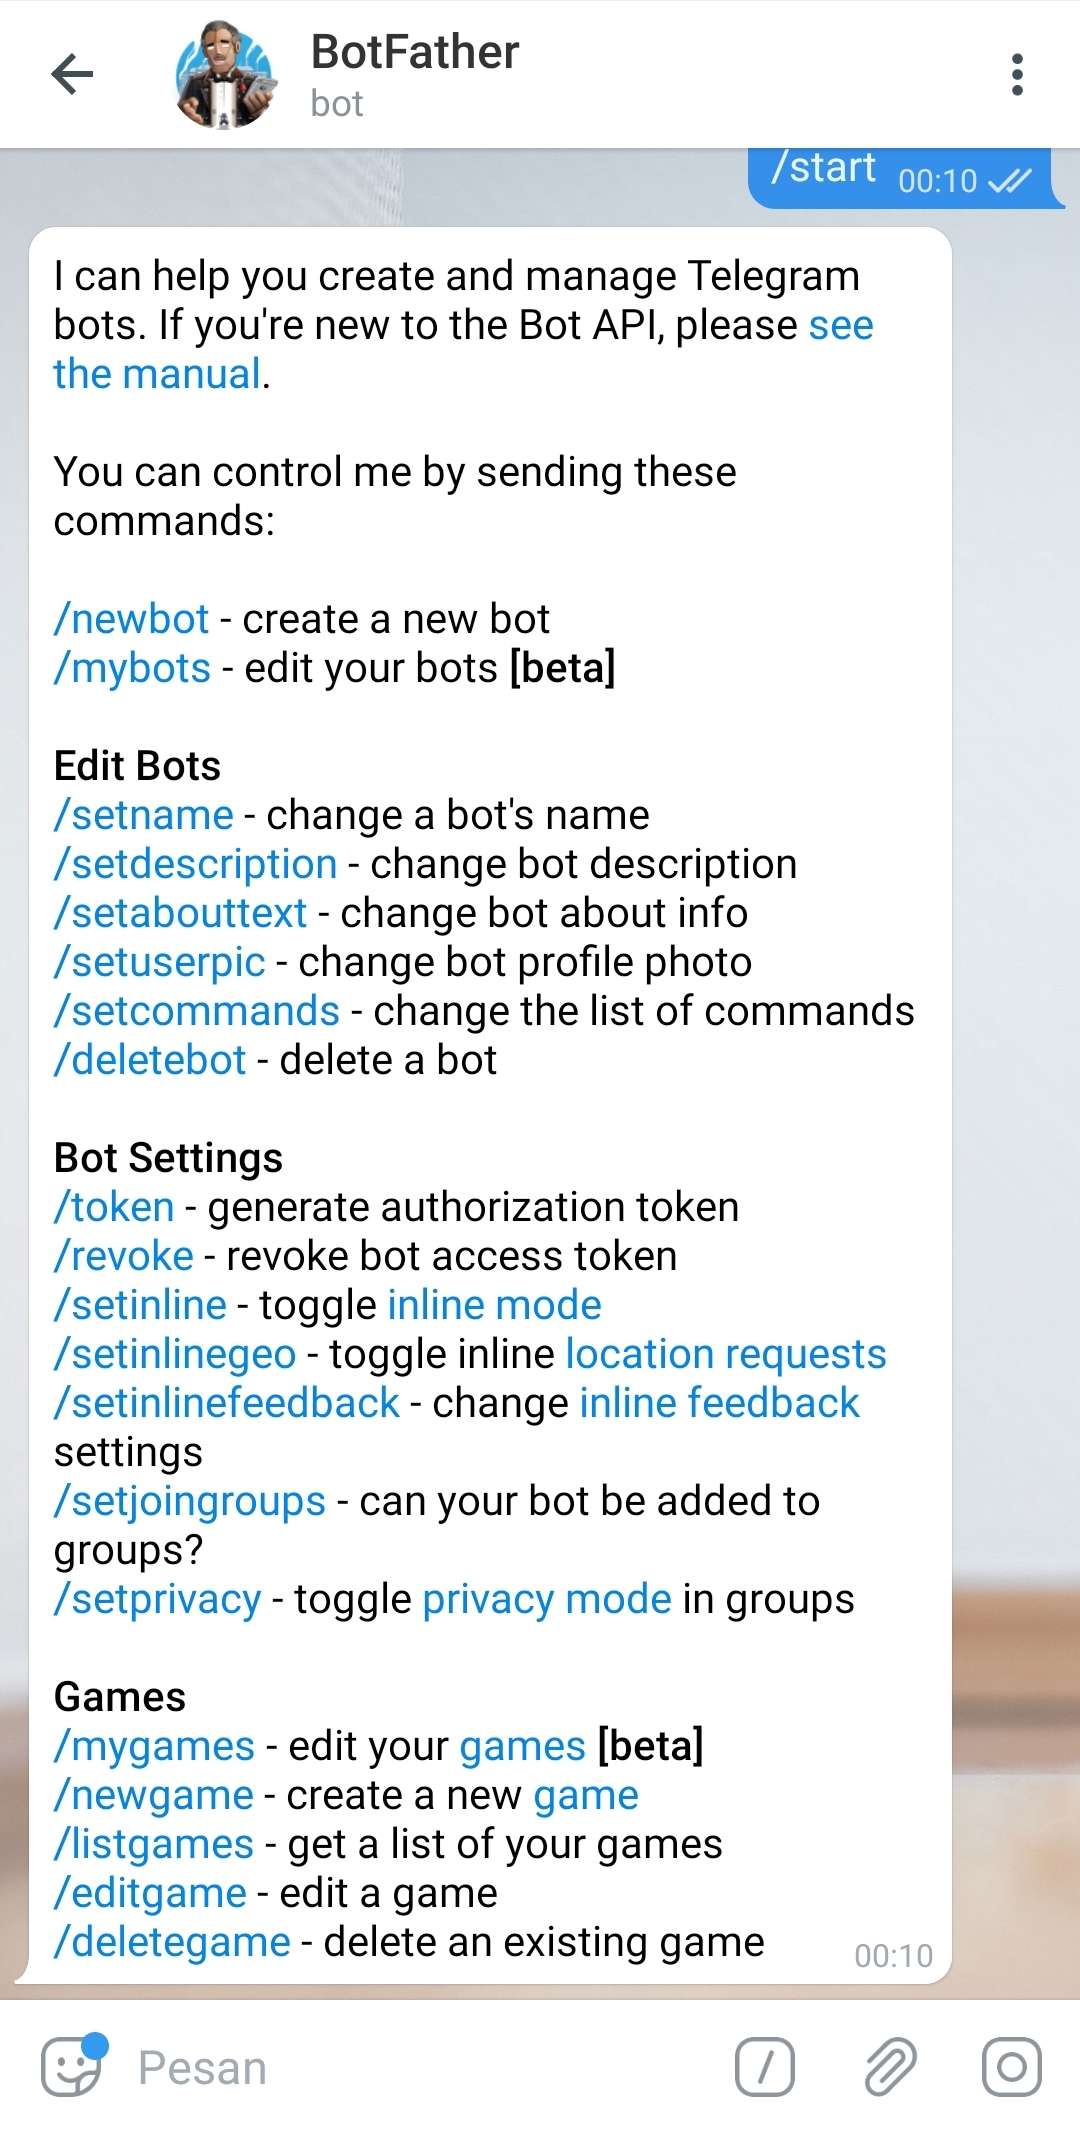 BotFather
bot
/start 00:10
I can help you create and manage Telegram
bots. If you're new to the Bot API, please see
the manual.
You can control me by sending these
commands:
/newbot - create a new bot
/mybots - edit your bots [beta]
Edit Bots
/setname - change a bot's name
/setdescription - change bot description
/setabouttext - change bot about info
/setuserpic - change bot profile photo
/setcommands - change the list of commands
/deletebot - delete a bot
Bot Settings
/token - generate authorization token
/revoke - revoke bot access token
/setinline - toggle inline mode
/setinlinegeo - toggle inline location requests
/setinlinefeedback - change inline feedback
settings
/setjoingroups - can your bot be added to
groups?
/setprivacy - toggle privacy mode in groups
Games
/mygames - edit your games [beta]
/newgame - create a new game
/listgames - get a list of your games
/editgame - edit a game
/deletegame - delete an existing game
00:10
Pesan